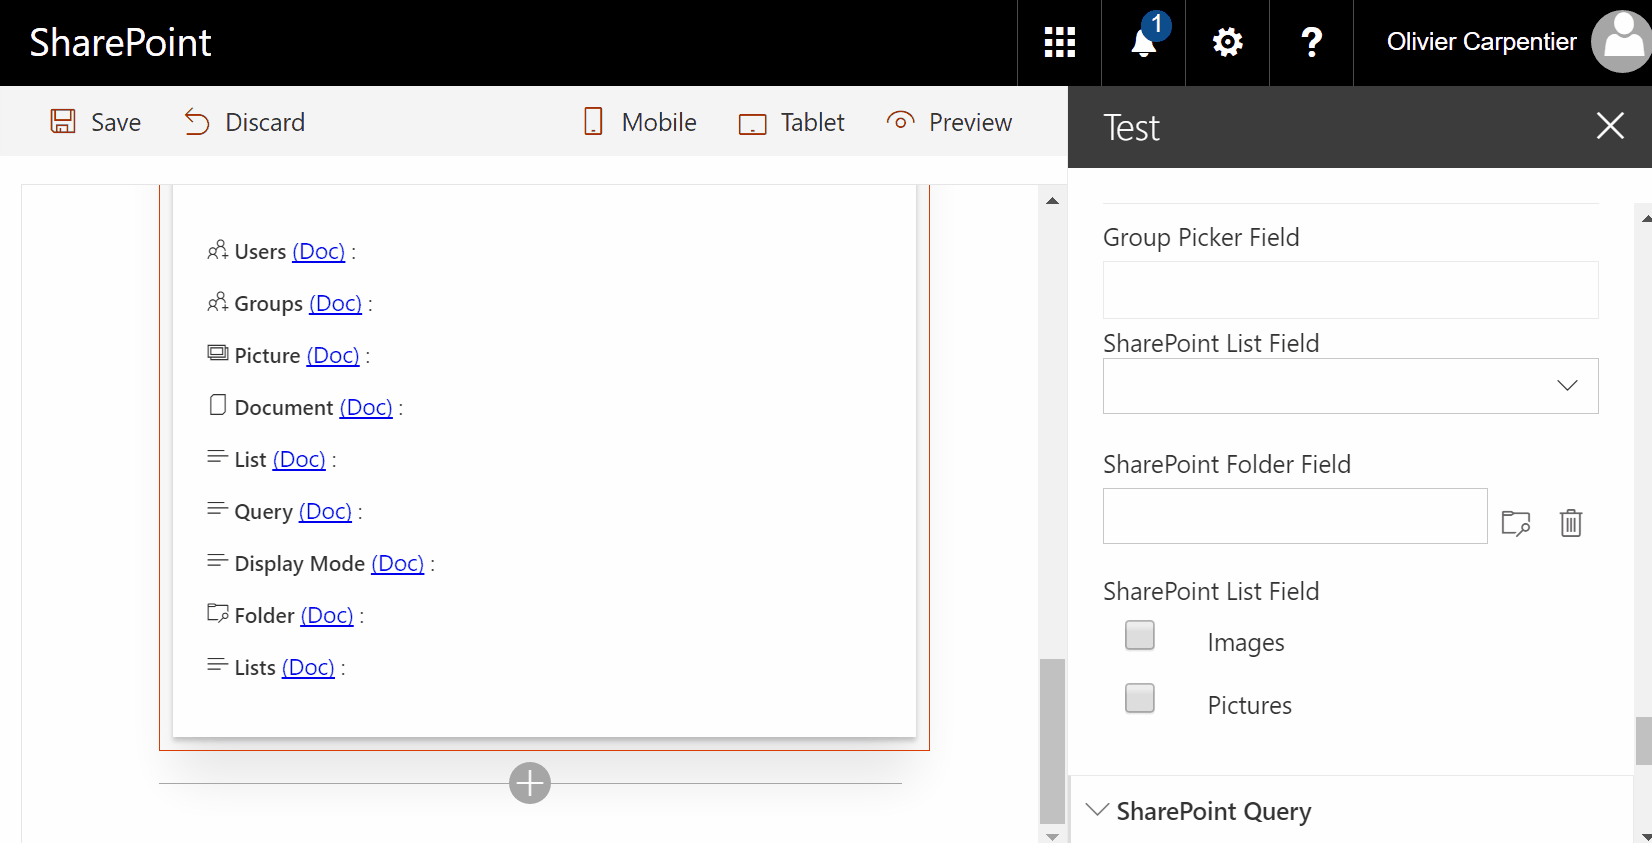 SharePoint
1
?
Olivier Carpentier
Save
Discard
Mobile
Tablet
Preview
Users (Doc) :
Groups (Doc) :
Picture (Doc) :
Document (Doc) :
List (Doc) :
Query (Doc) :
Display Mode (Doc) :
Folder (Doc) :
Lists (Doc) :
Test
Group Picker Field
SharePoint List Field
SharePoint Folder Field
SharePoint List Field
Images
Pictures
SharePoint Query